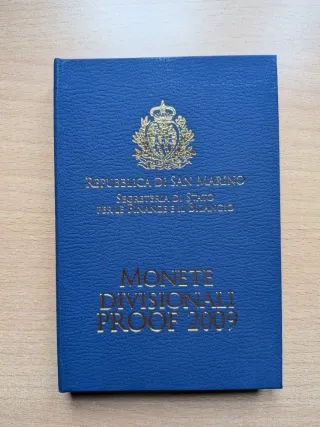 REPUBBLICA DI SAN MARINO
SEGRETERIA DI STATO
PER LE FINANZE E IL BILANCIO
MONETE
DIVISIONALI
PROOF 2009